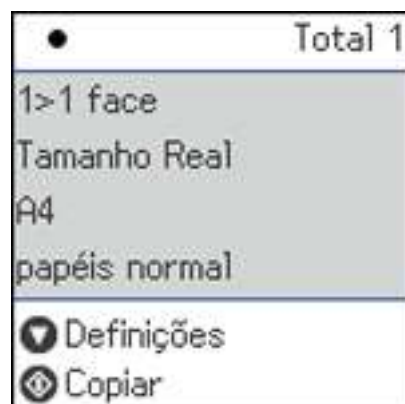 Total 1
1>1 face
Tamanho Real
A4
papéis normal
Definições
Copiar